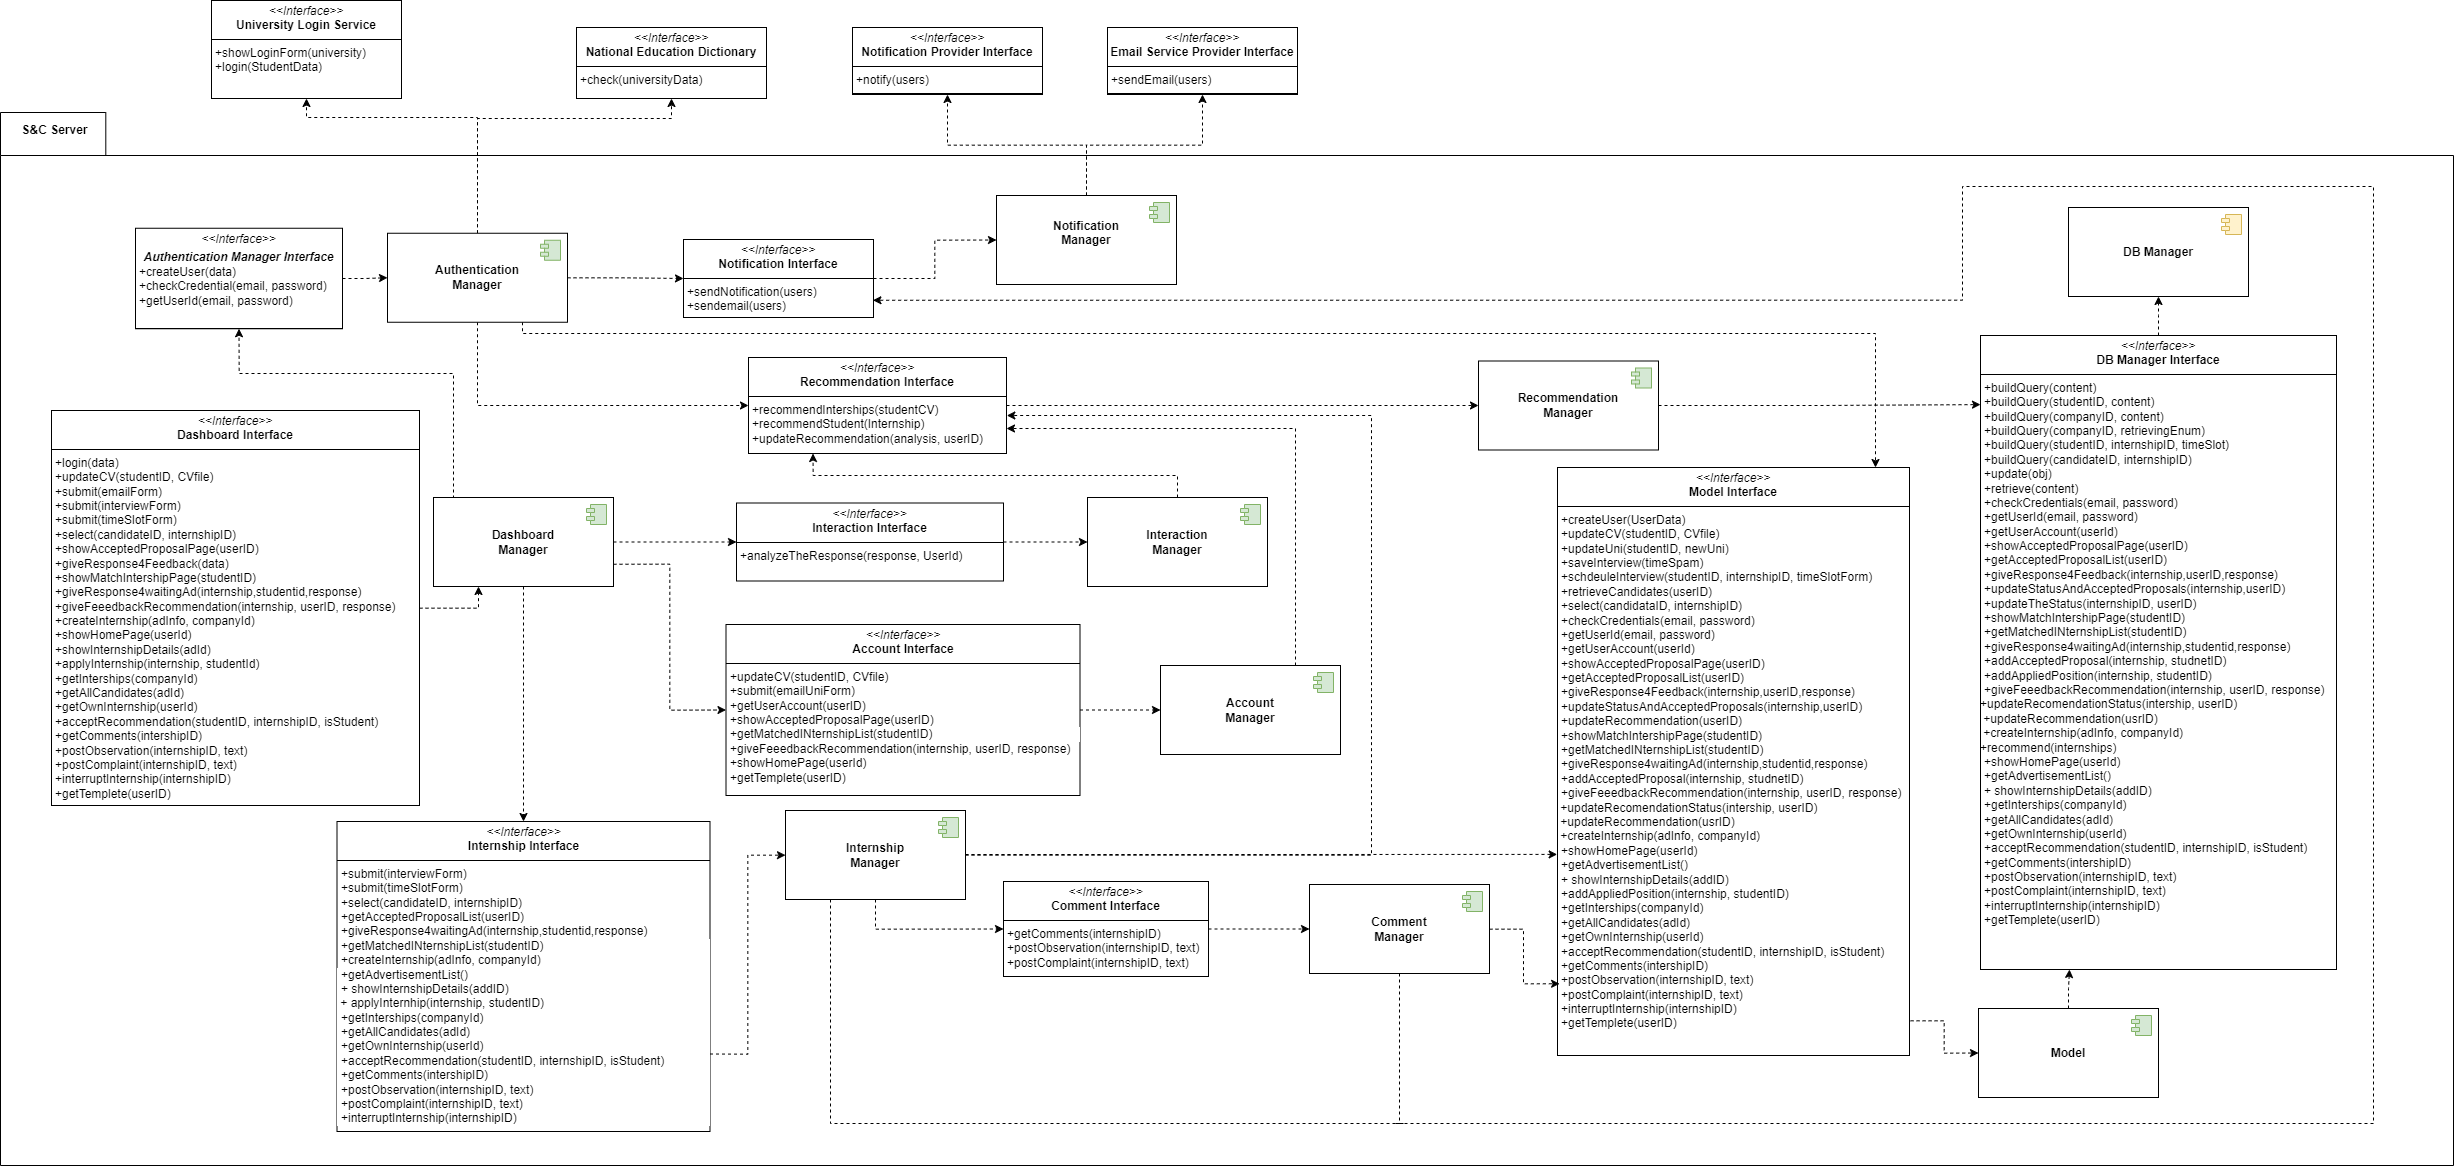 <<Interface>>
University Login Service
+showLoginForm(university)
+login(StudentData)
<<Interface>>
National Education Dictionary
+check(universityData)
<<Interface>>
Notification Provider Interface
+notify(users)
<<Interface>>
Email Service Provider Interface
+sendEmail(users)
S&C Server
<<Interface>>
Authentication Manager Interface
+createUser(data)
+checkCredential(email, password)
+getUserId(email, password)
Authentication
Manager
<<Interface>>
Notification Interface
+sendNotification(users)
+sendemail(users)
Notification
Manager
DB Manager
<<Interface>>
Recommendation Interface
+recommendInterships(studentCV)
+recommendStudent(Internship)
+updateRecommendation(analysis, userID)
Recommendation
Manager
<<Interface>>
DB Manager Interface
+buildQuery(content)
+buildQuery(studentID, content)
+buildQuery(companyID, content)
+buildQuery(companyID, retrievingEnum)
+buildQuery(studentID, internshipID, timeSlot)
+buildQuery(candidateID, internshipID)
+update(obj)
+retrieve(content)
+checkCredentials(email, password)
+getUserId(email, password)
+getUserAccount(userId)
+showAcceptedProposalPage(userID)
+getAcceptedProposalList(userID)
+giveResponse4Feedback(internship,userID,response)
+updateStatusAndAcceptedProposals(internship,userID)
+updateTheStatus(internshipID, userID)
+showMatchIntershipPage(studentID)
+getMatchedINternshipList(studentID)
+giveResponse4waitingAd(internship,studentid,response)
+addAcceptedProposal(internship, studnetID)
+addAppliedPosition(internship, studentID)
+giveFeeedbackRecommendation(internship, userID, response)
+updateRecomendationStatus(intership, userID)
+updateRecommendation(usrID)
+createInternship(adInfo, companyId)
+recommend(internships)
+showHomePage(userId)
+getAdvertisementList()
+ showInternshipDetails(addID)
+getInterships(companyId)
+getAllCandidates(adId)
+getOwnInternship(userId)
+acceptRecommendation(studentID, internshipID, isStudent)
+getComments(intershipID)
+postObservation(internshipID, text)
+postComplaint(internshipID, text)
+interruptInternship(internshipID)
+getTemplete(userID)
<<Interface>>
Dashboard Interface
+login(data)
+updateCV(studentID, CVfile)
+submit(emailForm)
+submit(interviewForm)
+submit(timeSlotForm)
+select(candidateID, internshipID)
+showAcceptedProposalPage(userID)
+giveResponse4Feedback(data)
+showMatchIntershipPage(studentID)
+giveResponse4waitingAd(internship,studentid,response)
+giveFeeedbackRecommendation(internship, userID, response)
+createInternship(adInfo, companyId)
+showHomePage(userId)
+showInternshipDetails(adId)
+applyInternship(internship, studentId)
+getInterships(companyId)
+getAllCandidates(adId)
+getOwnInternship(userId)
+acceptRecommendation(studentID, internshipID, isStudent)
+getComments(intershipID)
+postObservation(internshipID, text)
+postComplaint(internshipID, text)
+interruptInternship(internshipID)
+getTemplete(userID)
Dashboard
Manager
<<Interface>>
Interaction Interface
+analyzeTheResponse(response, UserId)
Interaction
Manager
<<Interface>>
Model Interface
+createUser(UserData)
+updateCV(studentID, CVfile)
+updateUni(studentID, newUni)
+saveInterview(timeSpam)
+schdeuleInterview(studentID, internshipID, timeSlotForm)
+retrieveCandidates(userID)
+select(candidataID, internshipID)
+checkCredentials(email, password)
+getUserId(email, password)
+getUserAccount(userId)
+showAcceptedProposalPage(userID)
+getAcceptedProposalList(userID)
+giveResponse4Feedback(internship,userID,response)
+updateStatusAndAcceptedProposals(internship,userID)
+updateRecommendation(userID)
+showMatchIntershipPage(studentID)
+getMatchedINternshipList(studentID)
+giveResponse4waitingAd(internship,studentid,response)
+addAcceptedProposal(internship, studnetID)
+giveFeeedbackRecommendation(internship, userID, response)
+updateRecomendationStatus(intership, userID)
+updateRecommendation(usrID)
+createInternship(adInfo, companyId)
+showHomePage(userId)
+getAdvertisementList()
+ showInternshipDetails(addID)
+addAppliedPosition(internship, studentID)
+getInterships(companyId)
+getAllCandidates(adId)
+getOwnInternship(userId)
+acceptRecommendation(studentID, internshipID, isStudent)
+getComments(intershipID)
+postObservation(internshipID, text)
+postComplaint(internshipID, text)
+interruptInternship(internshipID)
+getTemplete(userID)
<<Interface>>
Account Interface
+updateCV(studentID, CVfile)
+submit(emailUniForm)
+getUserAccount(userID)
+showAcceptedProposalPage(userID)
+getMatchedINternshipList(studentID)
+giveFeeedbackRecommendation(internship, userID, response)
+showHomePage(userId)
+getTemplete(userID)
Account
Manager
<<Interface>>
Internship Interface
+submit(interviewForm)
+submit(timeSlotForm)
+select(candidateID, internshipID)
+getAcceptedProposalList(userID)
+giveResponse4waitingAd(internship,studentid,response)
+getMatchedINternshipList(studentID)
+createInternship(adInfo, companyId)
+getAdvertisementList()
+ showInternshipDetails(addID)
+ applyInternhip(internship, studentID)
+getInterships(companyId)
+getAllCandidates(adId)
+getOwnInternship(userId)
+acceptRecommendation(studentID, internshipID, isStudent)
+getComments(intershipID)
+postObservation(internshipID, text)
+postComplaint(internshipID, text)
+interruptInternship(internshipID)
Internship
Manager
<<Interface>>
Comment Interface
+getComments(internshipID)
+postObservation(internshipID, text)
+postComplaint(internshipID, text)
Comment
Manager
Model